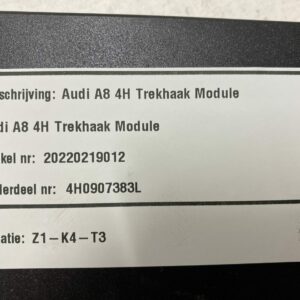 schrijving: Audi A8 4H Trekhaak Module
di A8 4H Trekhaak Module
kel nr: 20220219012
derdeel nr: 4H0907383L
atie: Z1-K4-T3